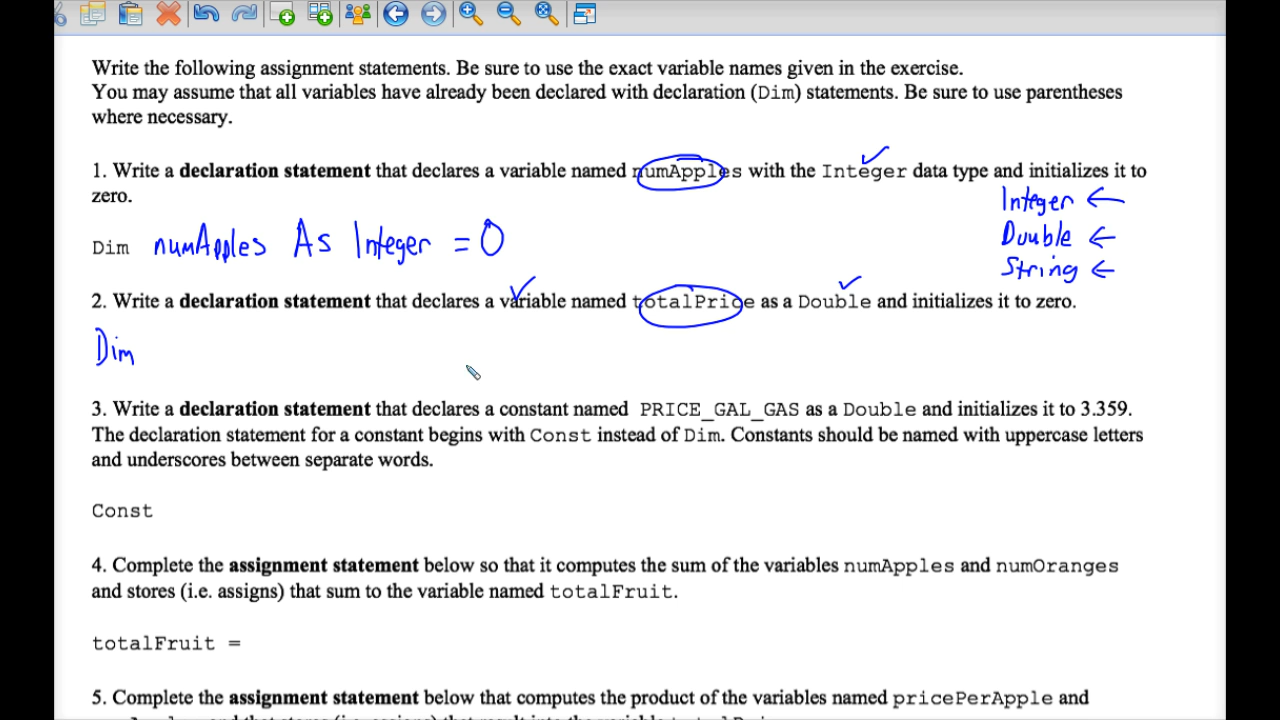 Write the following assignment statements. Be sure to use the exact variable names given in the exercise.
You may assume that all variables have already been declared with declaration (Dim) statements. Be sure to use parentheses
where necessary.
1. Write a declaration statement that declares a variable named numApples with the Integer data type and initializes it to
zero.
Integer
Dim numApples As Integer = 0
Double
String
2. Write a declaration statement that declares a variable named totalPrice as a Double and initializes it to zero.
Dim
3. Write a declaration statement that declares a constant named PRICE_GAL_GAS as a Double and initializes it to 3.359.
The declaration statement for a constant begins with Const instead of Dim. Constants should be named with uppercase letters
and underscores between separate words.
Const
4. Complete the assignment statement below so that it computes the sum of the variables numApples and numOranges
and stores (i.e. assigns) that sum to the variable named totalFruit.
totalFruit =
5. Complete the assignment statement below that computes the product of the variables named pricePerApple and